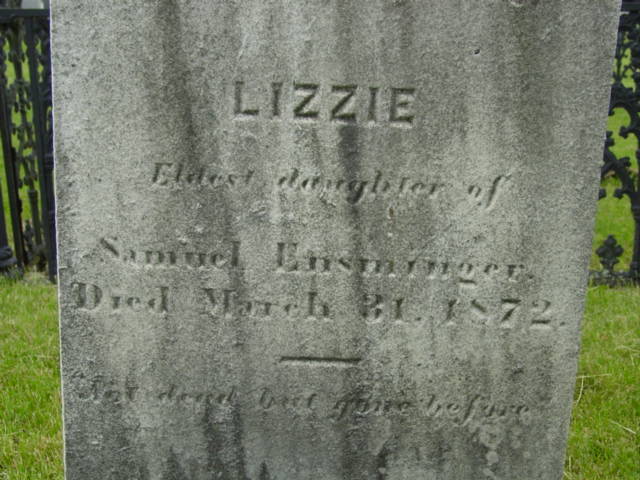 LIZZIE
Eldest daughter of
Samuel Ensminger.
Died March 31, 1872.
Not dead but gone before